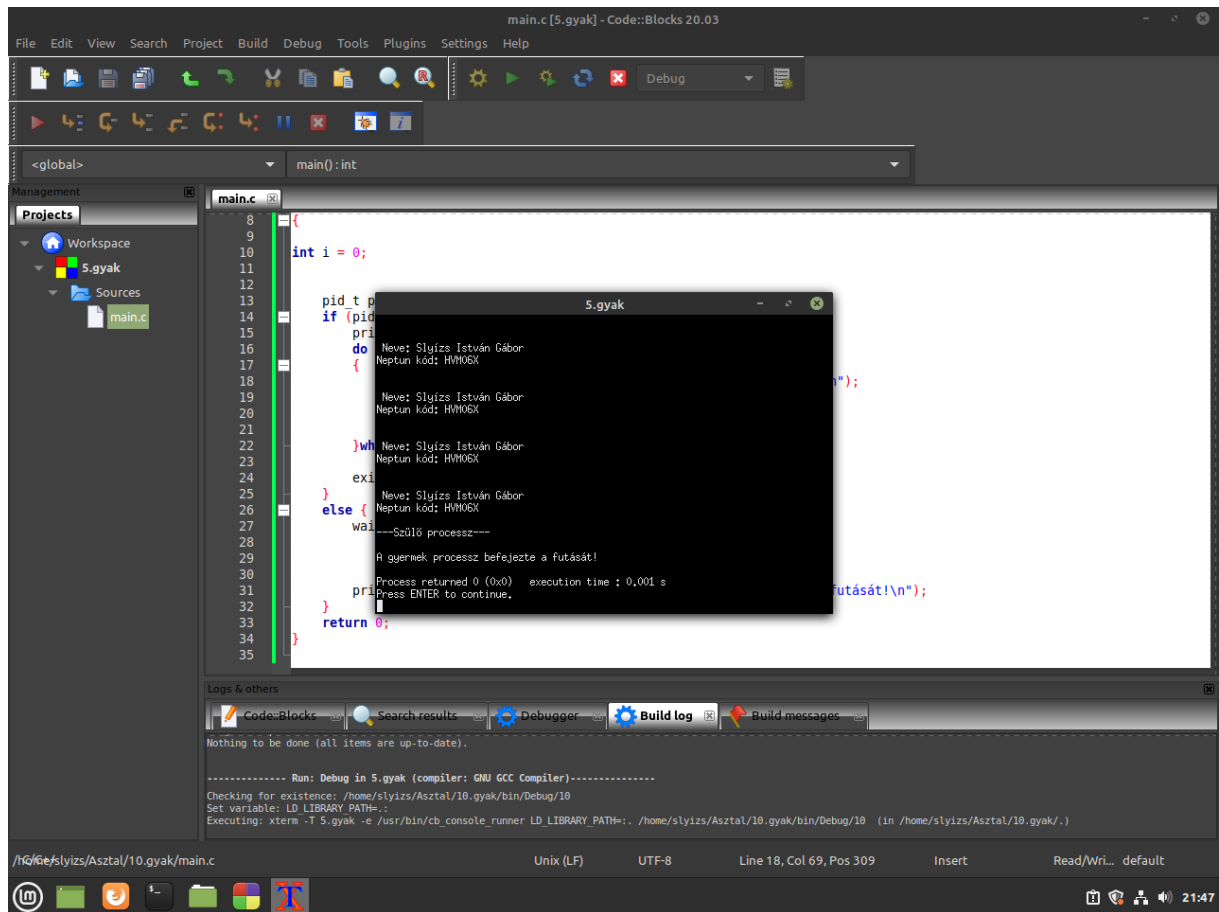 main.c [5.gyak] - Code::Blocks 20.03
File Edit View Search Project Build Debug Tools Plugins Settings Help
Debug
<global>
main() : int
Management
Projects
Workspace
5.gyak
Sources
main.c
main.c
8 {
9
10 int i = 0;
11
12
13 pid_t p
14 if (pid
15 pri
16 do
17 {
18 \n");
19
20
21
22 }wh
23
24 exi
25 }
26 else {
27 wai
28
29
30
31 pri futását!\n");
32 }
33 return 0;
34 }
35
5.gyak
Neve: Slyízs István Gábor
Neptun kód: HVMO6X
Neve: Slyízs István Gábor
Neptun kód: HVMO6X
Neve: Slyízs István Gábor
Neptun kód: HVMO6X
Neve: Slyízs István Gábor
Neptun kód: HVMO6X
---Szülő processz---
A gyermek processz befejezte a futását!
Process returned 0 (0x0) execution time : 0.001 s
Press ENTER to continue.
Logs & others
Code::Blocks
Search results
Debugger
Build log
Build messages
Nothing to be done (all items are up-to-date).
-------------- Run: Debug in 5.gyak (compiler: GNU GCC Compiler)---------------
Checking for existence: /home/slyizs/Asztal/10.gyak/bin/Debug/10
Set variable: LD_LIBRARY_PATH=.:
Executing: xterm -T 5.gyak -e /usr/bin/cb_console_runner LD_LIBRARY_PATH=:. /home/slyizs/Asztal/10.gyak/bin/Debug/10 (in /home/slyizs/Asztal/10.gyak/.)
/home/slyizs/Asztal/10.gyak/main.c
C/C++
Unix (LF)
UTF-8
Line 18, Col 69, Pos 309
Insert
Read/Wri...
default
21:47